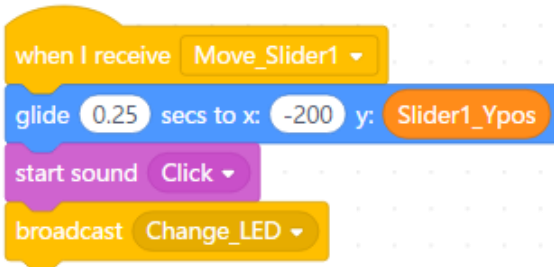 when I receive Move_Slider1
glide 0.25 secs to x: -200 y: Slider1_Ypos
start sound Click
broadcast Change_LED